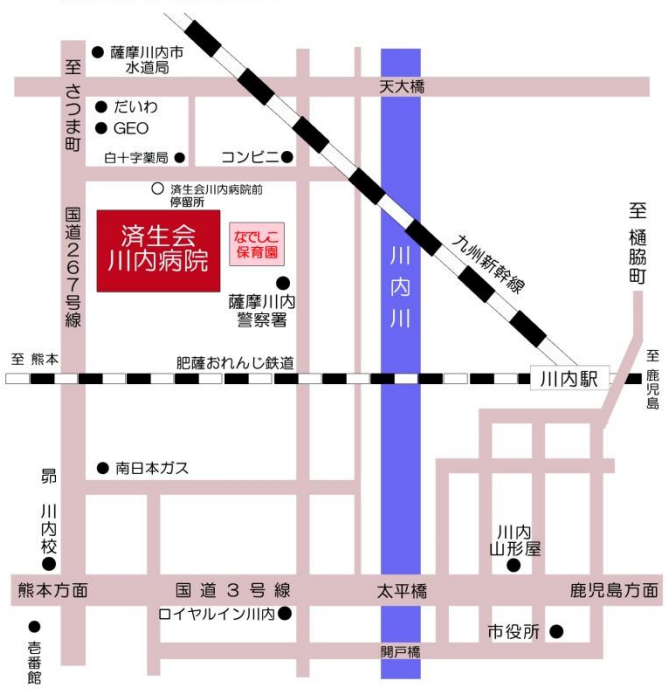 薩摩川内市
水道局
至 さつま町
天大橋
だいわ
GEO
白十字薬局
コンビニ
済生会川内病院前
停留所
国道267号線
済生会
川内病院
なでしこ
保育園
川内川
九州新幹線
至 樋脇町
薩摩川内
警察署
至 熊本
肥薩おれんじ鉄道
川内駅
至 鹿児島
南日本ガス
昴 川内校
川内
山形屋
熊本方面
国道3号線
太平橋
鹿児島方面
ロイヤルイン川内
市役所
壱番館
開戸橋